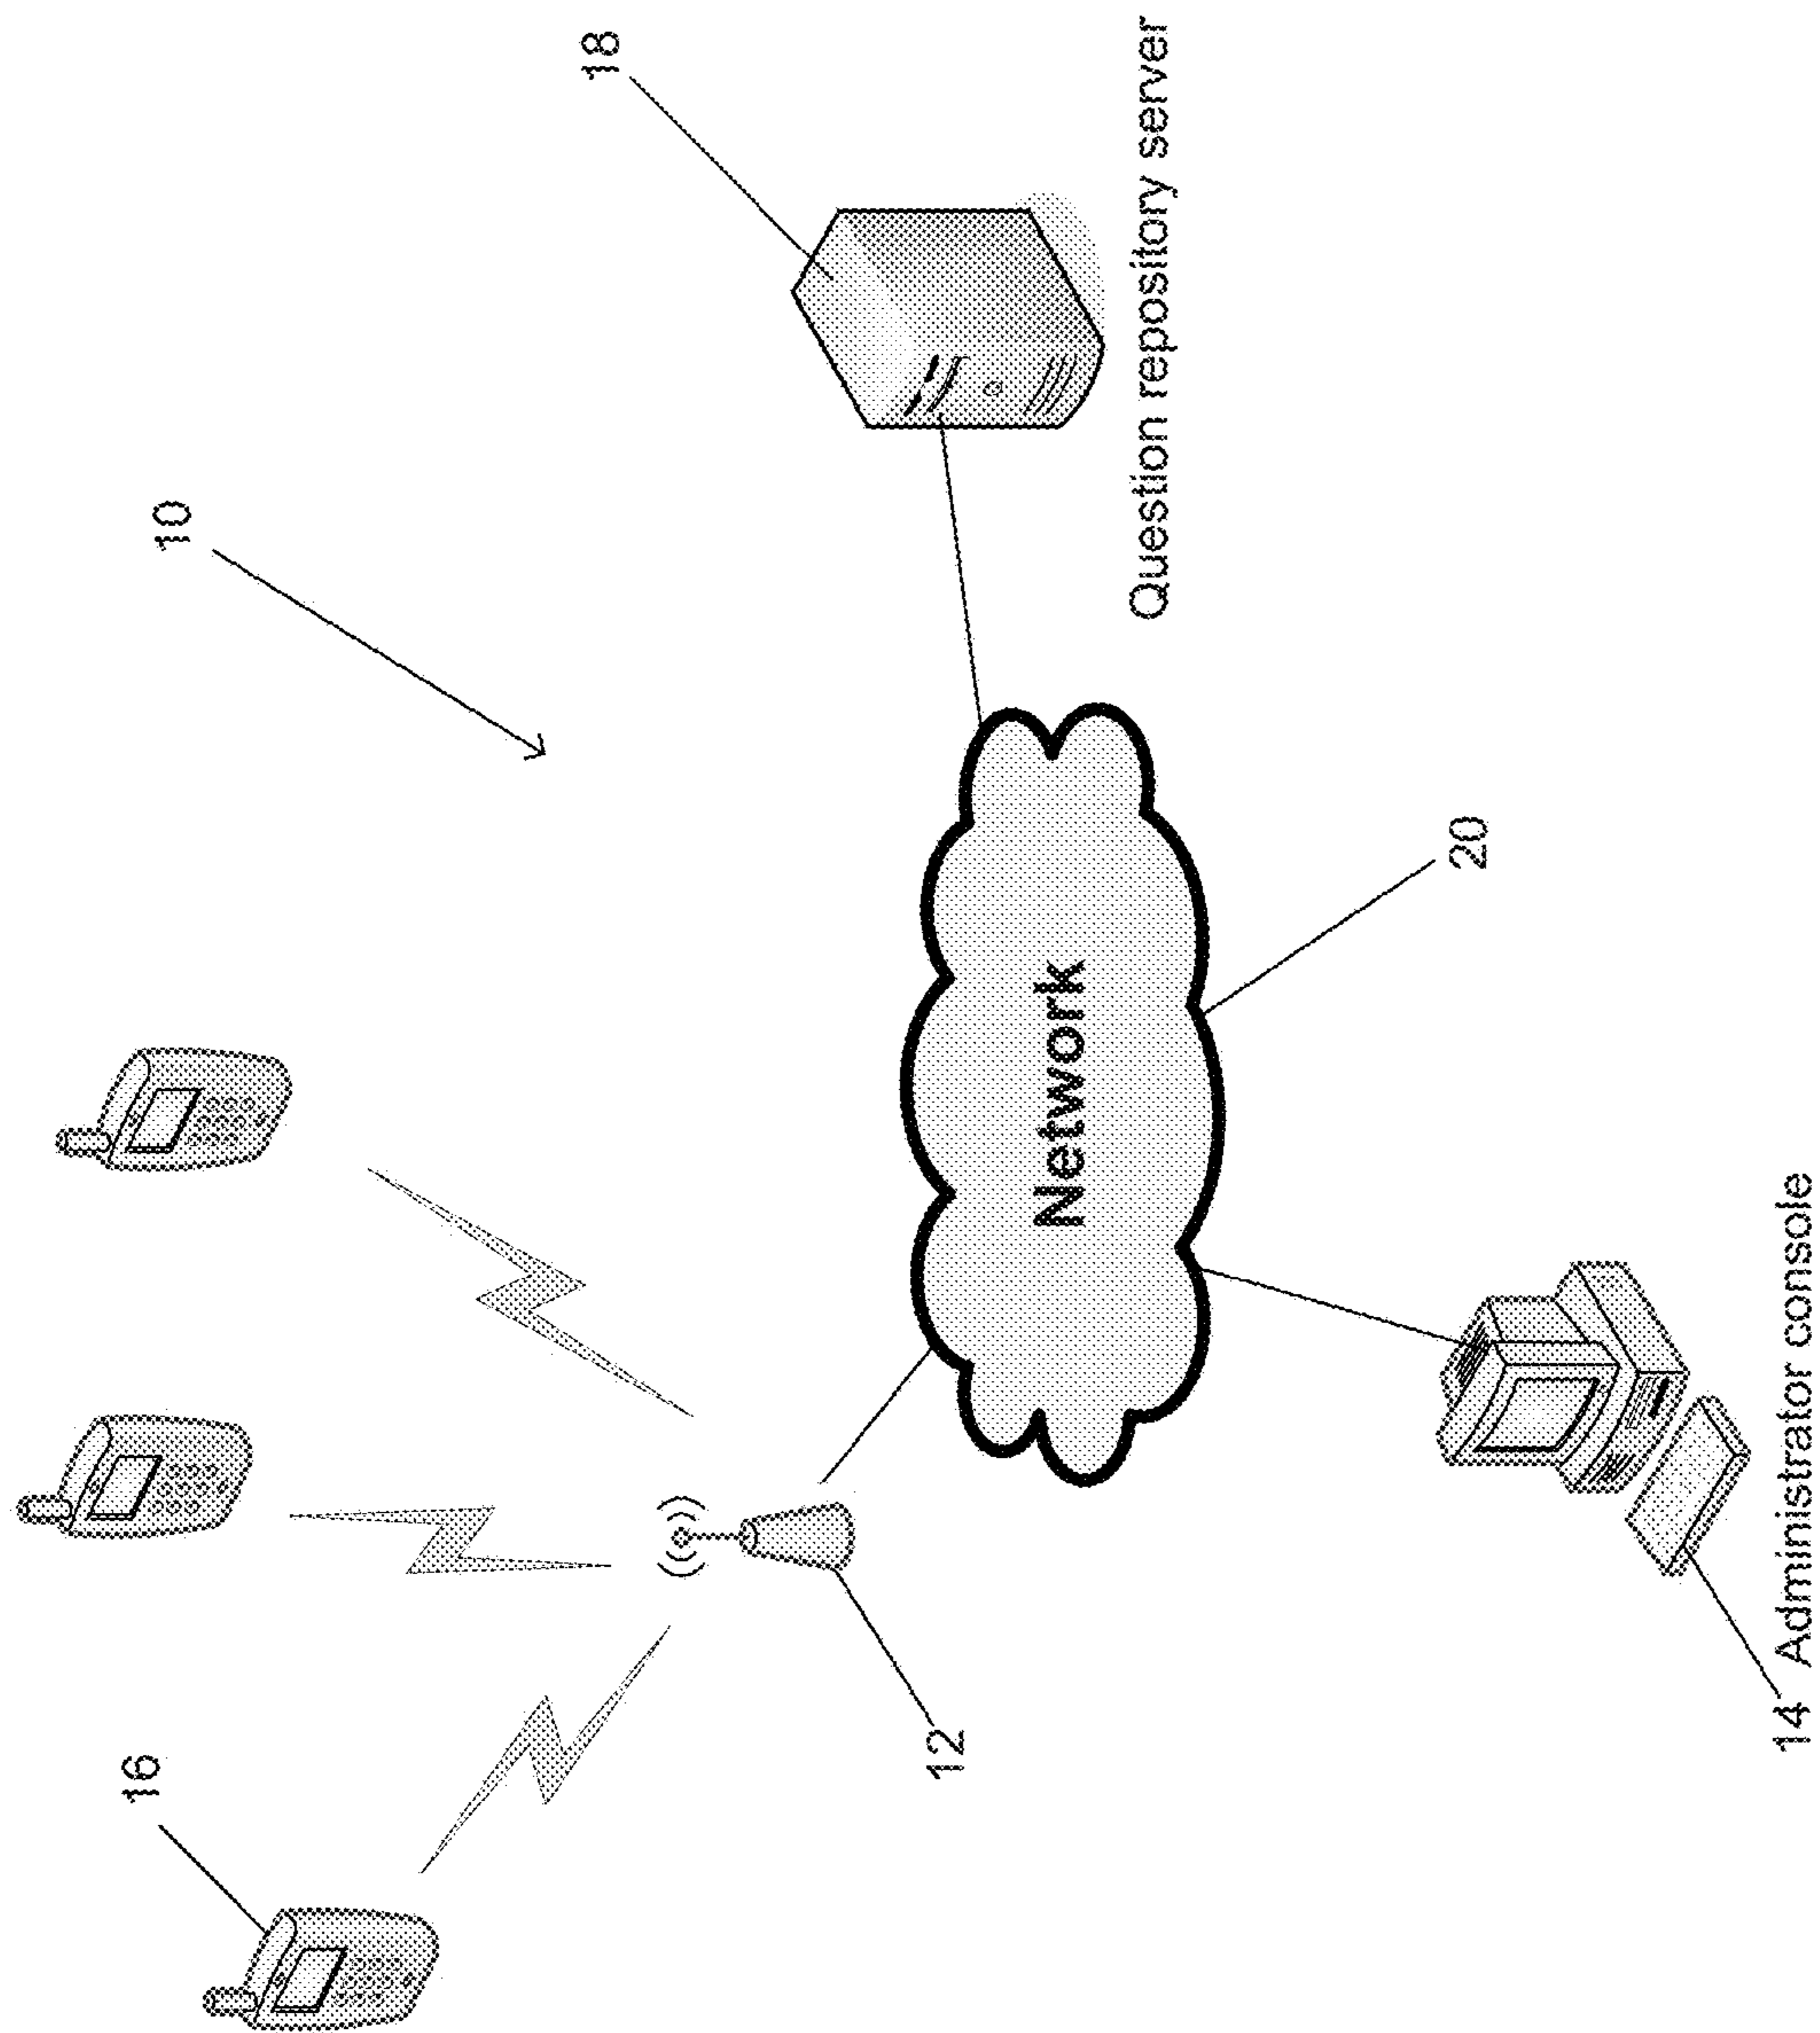 16
10
18
12
Network
Question repository server
20
14 Administrator console